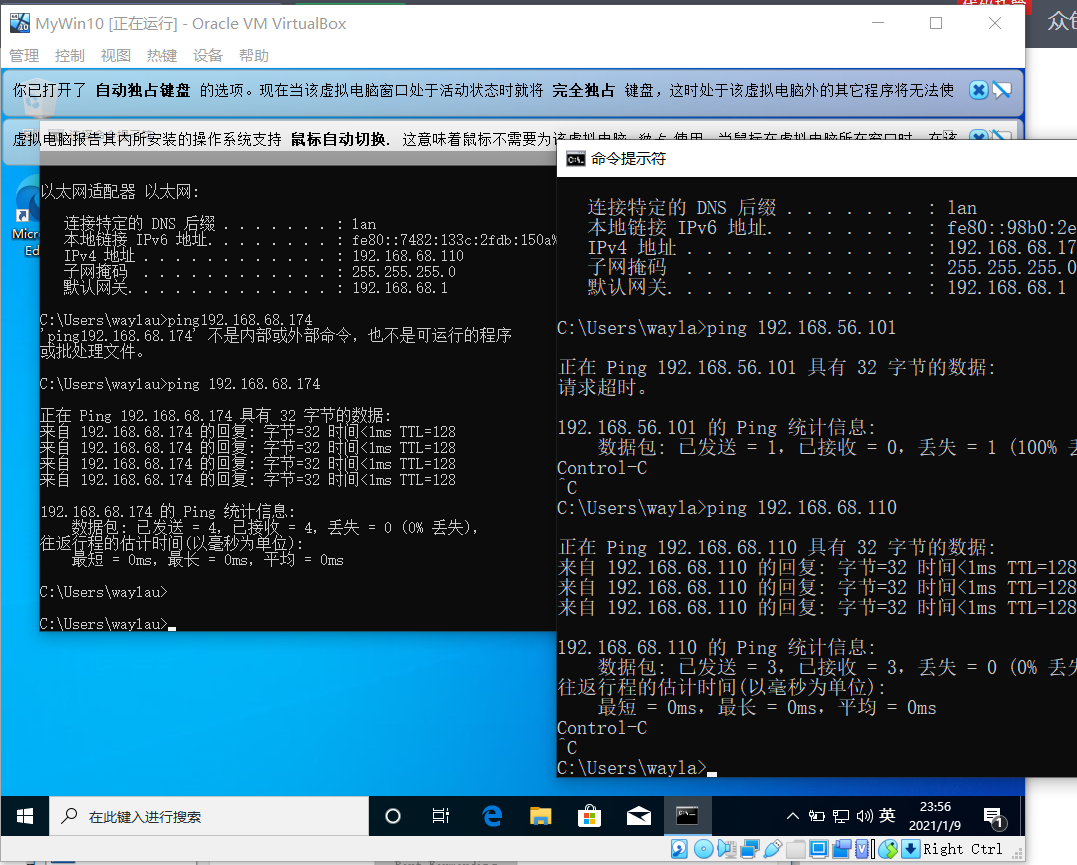 MyWin10 [正在运行] - Oracle VM VirtualBox
众
管理 控制 视图 热键 设备 帮助
你已打开了 自动独占键盘 的选项。现在当该虚拟电脑窗口处于活动状态时就将 完全独占 键盘，这时处于该虚拟电脑外的其它程序将无法使
虚拟电脑报告其内所安装的操作系统支持 鼠标自动切换. 这意味着鼠标不需要为该虚拟电脑 独占 使用，当鼠标在虚拟电脑所在窗口时，在该
以太网适配器 以太网:
连接特定的 DNS 后缀 . . . . . . . : lan
本地链接 IPv6 地址. . . . . . . . : fe80::7482:133c:2fdb:150a%
IPv4 地址 . . . . . . . . . . . . : 192.168.68.110
子网掩码 . . . . . . . . . . . . : 255.255.255.0
默认网关. . . . . . . . . . . . . : 192.168.68.1
C:\Users\waylau>ping192.168.68.174
'ping192.168.68.174' 不是内部或外部命令，也不是可运行的程序
或批处理文件。
C:\Users\waylau>ping 192.168.68.174
正在 Ping 192.168.68.174 具有 32 字节的数据:
来自 192.168.68.174 的回复: 字节=32 时间<1ms TTL=128
来自 192.168.68.174 的回复: 字节=32 时间<1ms TTL=128
来自 192.168.68.174 的回复: 字节=32 时间<1ms TTL=128
来自 192.168.68.174 的回复: 字节=32 时间<1ms TTL=128
192.168.68.174 的 Ping 统计信息:
数据包: 已发送 = 4，已接收 = 4，丢失 = 0 (0% 丢失)，
往返行程的估计时间(以毫秒为单位):
最短 = 0ms，最长 = 0ms，平均 = 0ms
C:\Users\waylau>
C:\Users\waylau>
命令提示符
连接特定的 DNS 后缀 . . . . . . . : lan
本地链接 IPv6 地址. . . . . . . . : fe80::98b0:2e
IPv4 地址 . . . . . . . . . . . . : 192.168.68.17
子网掩码 . . . . . . . . . . . . : 255.255.255.0
默认网关. . . . . . . . . . . . . : 192.168.68.1
C:\Users\wayla>ping 192.168.56.101
正在 Ping 192.168.56.101 具有 32 字节的数据:
请求超时。
192.168.56.101 的 Ping 统计信息:
数据包: 已发送 = 1，已接收 = 0，丢失 = 1 (100% 丢
Control-C
^C
C:\Users\wayla>ping 192.168.68.110
正在 Ping 192.168.68.110 具有 32 字节的数据:
来自 192.168.68.110 的回复: 字节=32 时间<1ms TTL=128
来自 192.168.68.110 的回复: 字节=32 时间<1ms TTL=128
来自 192.168.68.110 的回复: 字节=32 时间<1ms TTL=128
192.168.68.110 的 Ping 统计信息:
数据包: 已发送 = 3，已接收 = 3，丢失 = 0 (0% 丢失
往返行程的估计时间(以毫秒为单位):
最短 = 0ms，最长 = 0ms，平均 = 0ms
Control-C
^C
C:\Users\wayla>
Micr
Ed
在此键入进行搜索
英
23:56
2021/1/9
1
Right Ctrl